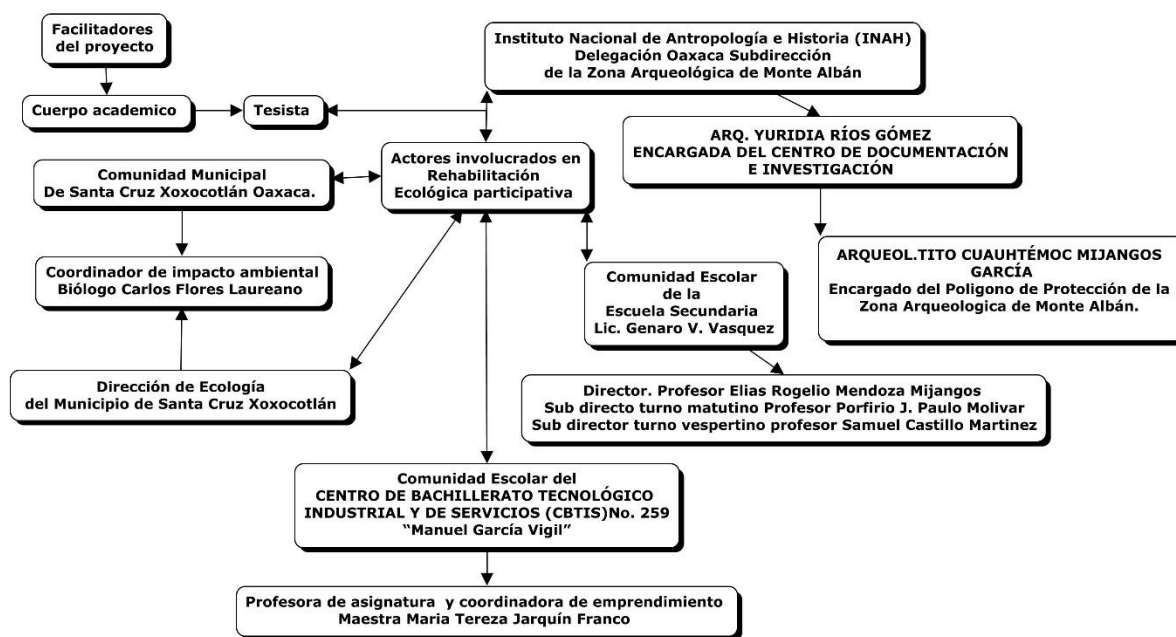 Facilitadores
del proyecto
Cuerpo academico
Tesista
Instituto Nacional de Antropología e Historia (INAH)
Delegación Oaxaca Subdirección
de la Zona Arqueológica de Monte Albán
ARQ. YURIDIA RÍOS GÓMEZ
ENCARGADA DEL CENTRO DE DOCUMENTACIÓN
E INVESTIGACIÓN
ARQUEOL.TITO CUAUHTÉMOC MIJANGOS
GARCÍA
Encargado del Poligono de Protección de la
Zona Arqueologica de Monte Albán.
Actores involucrados en
Rehabilitación
Ecológica participativa
Comunidad Municipal
De Santa Cruz Xoxocotlán Oaxaca.
Coordinador de impacto ambiental
Biólogo Carlos Flores Laureano
Dirección de Ecología
del Municipio de Santa Cruz Xoxocotlán
Comunidad Escolar
de la
Escuela Secundaria
Lic. Genaro V. Vasquez
Director. Profesor Elias Rogelio Mendoza Mijangos
Sub directo turno matutino Profesor Porfirio J. Paulo Molivar
Sub director turno vespertino profesor Samuel Castillo Martinez
Comunidad Escolar del
CENTRO DE BACHILLERATO TECNOLÓGICO
INDUSTRIAL Y DE SERVICIOS (CBTIS)No. 259
“Manuel García Vigil”
Profesora de asignatura y coordinadora de emprendimiento
Maestra Maria Tereza Jarquín Franco